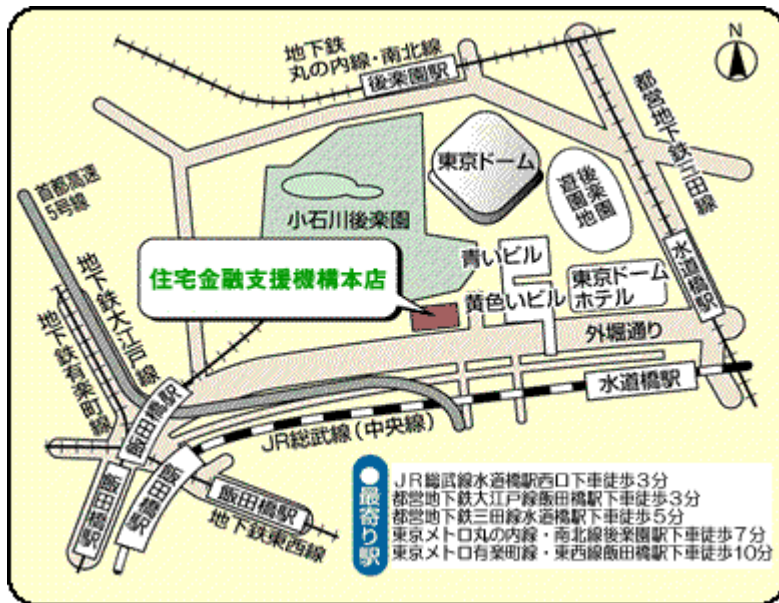 地下鉄
丸の内線・南北線
後楽園駅
N
都営地下鉄三田線
東京ドーム
後楽園
遊園地
首都高速
5号線
小石川後楽園
青いビル
水道橋駅
住宅金融支援機構本店
東京ドーム
ホテル
黄色いビル
地下鉄大江戸線
地下鉄有楽町線
外堀通り
水道橋駅
飯田橋駅
JR総武線(中央線)
飯田橋駅
飯田橋駅
飯田橋駅
地下鉄東西線
●最寄り駅
JR総武線水道橋駅西口下車徒歩3分
都営地下鉄大江戸線飯田橋駅下車徒歩3分
都営地下鉄三田線水道橋駅下車徒歩5分
東京メトロ丸の内線・南北線後楽園駅下車徒歩7分
東京メトロ有楽町線・東西線飯田橋駅下車徒歩10分